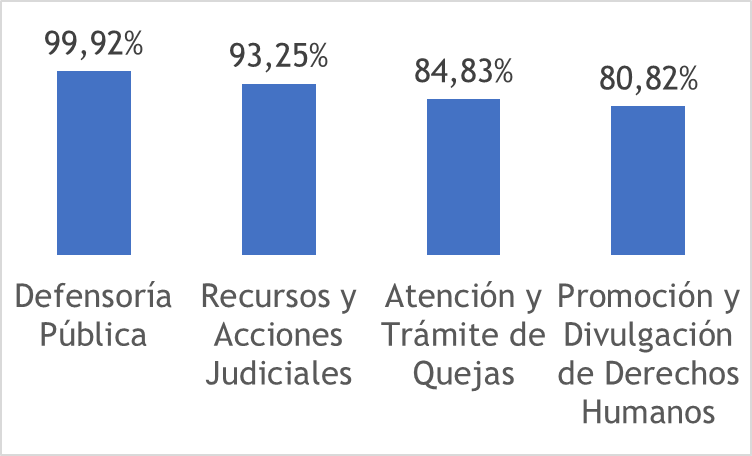 99,92%
93,25%
84,83%
80,82%
Defensoría
Pública
Recursos y
Acciones
Judiciales
Atención y
Trámite de
Quejas
Promoción y
Divulgación
de Derechos
Humanos